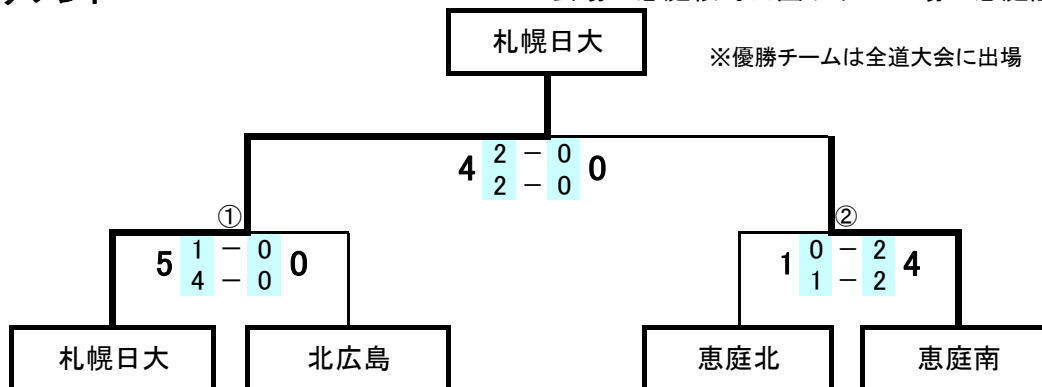 札幌日大
※優勝チームは全道大会に出場
4 2 － 0 0
2 － 0
① ②
5 1 － 0 0 1 0 － 2 4
4 － 0 1 － 2
札幌日大 北広島 恵庭北 恵庭南